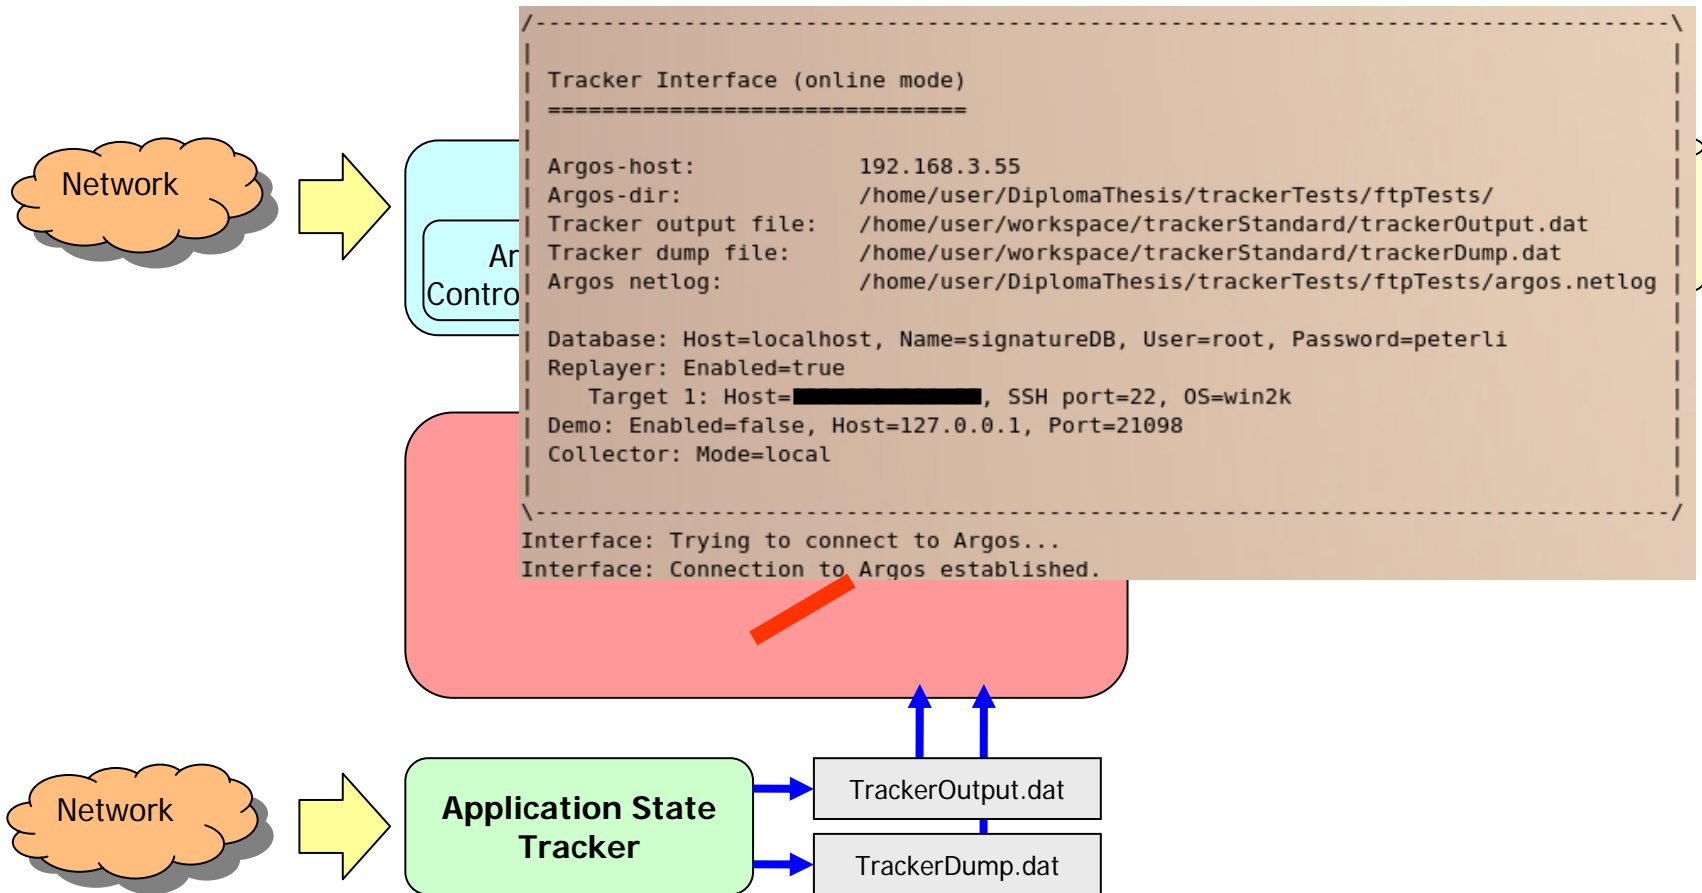 /------------------------------------------------------------------------------------\
Tracker Interface (online mode)
===============================
Argos-host: 192.168.3.55
Argos-dir: /home/user/DiplomaThesis/trackerTests/ftpTests/
Tracker output file: /home/user/workspace/trackerStandard/trackerOutput.dat
Tracker dump file: /home/user/workspace/trackerStandard/trackerDump.dat
Argos netlog: /home/user/DiplomaThesis/trackerTests/ftpTests/argos.netlog
Database: Host=localhost, Name=signatureDB, User=root, Password=peterli
Replayer: Enabled=true
Target 1: Host=, SSH port=22, OS=win2k
Demo: Enabled=false, Host=127.0.0.1, Port=21098
Collector: Mode=local
\------------------------------------------------------------------------------------/
Interface: Trying to connect to Argos...
Interface: Connection to Argos established.
Network
Ar
Contro
Network
Application State
Tracker
TrackerOutput.dat
TrackerDump.dat